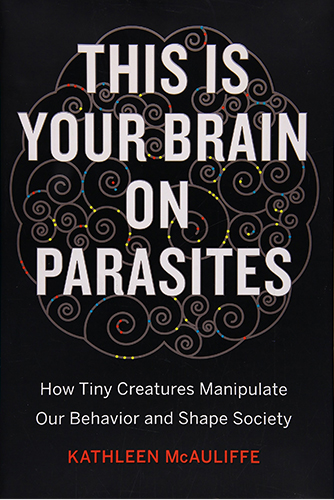 THIS IS
YOUR BRAIN
ON
PARASITES
How Tiny Creatures Manipulate
Our Behavior and Shape Society
KATHLEEN McAULIFFE